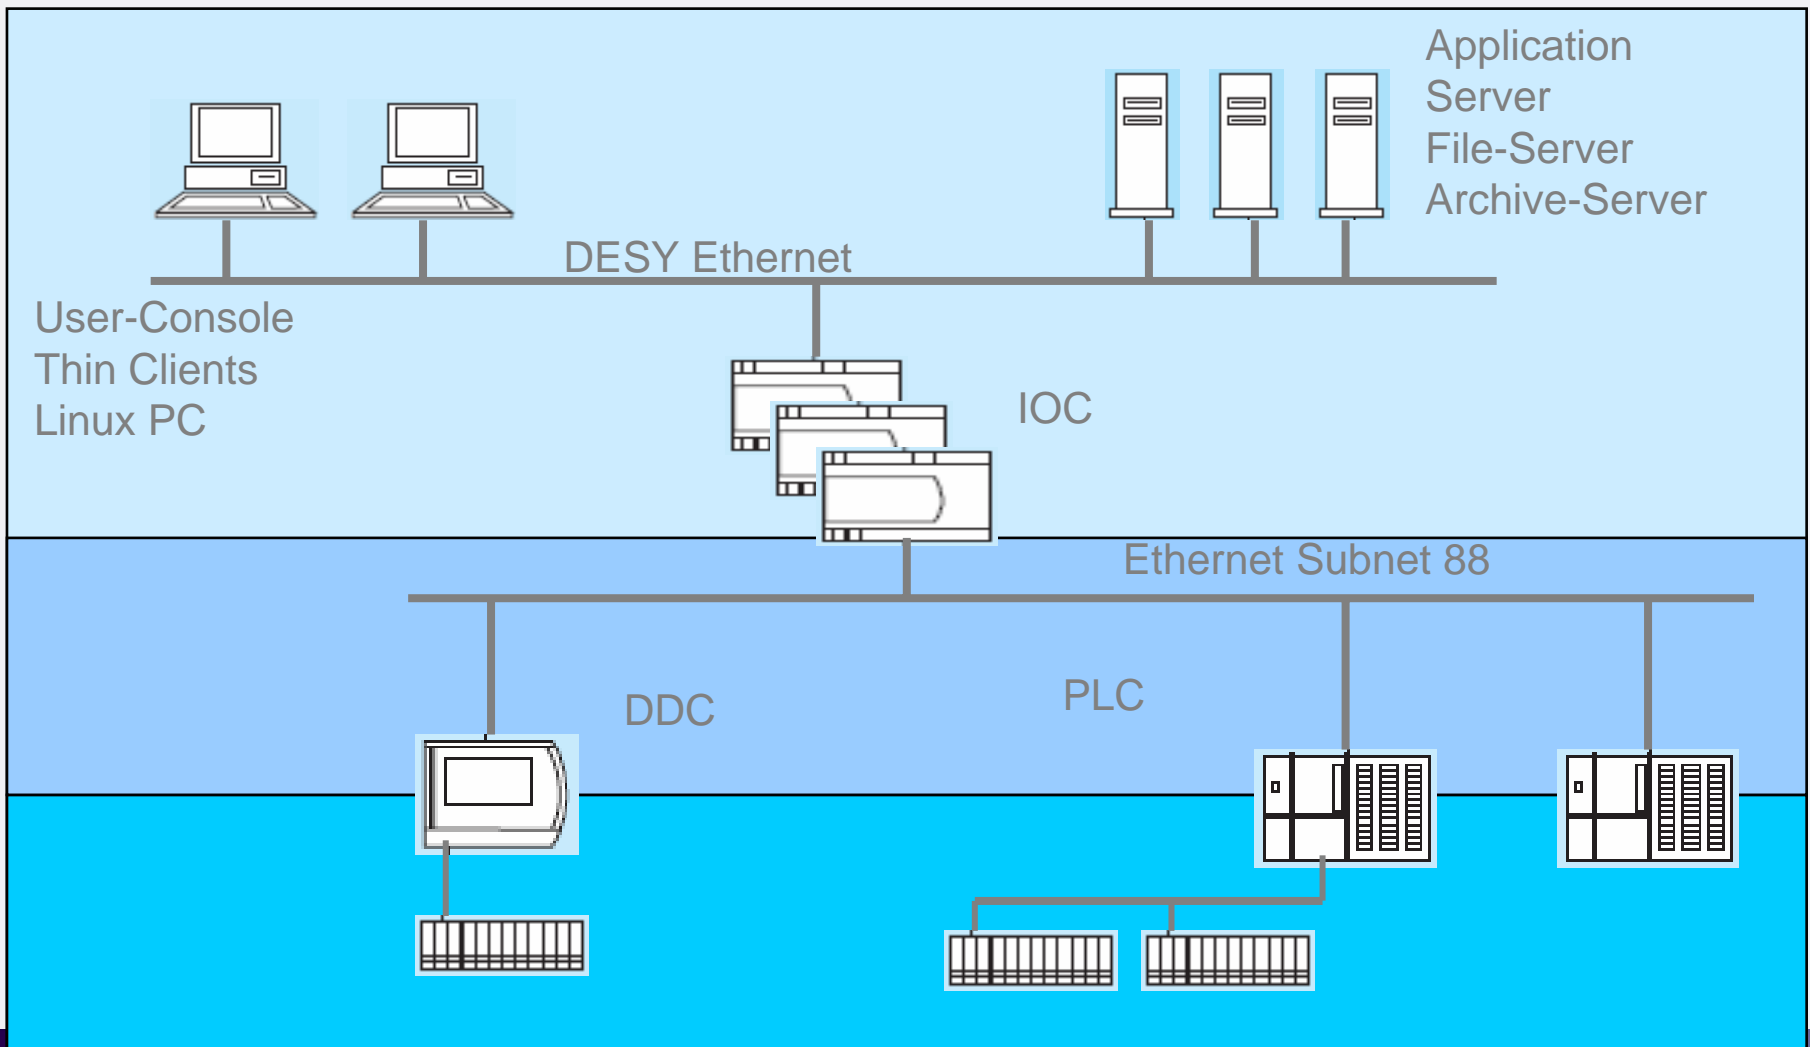 Application
Server
File-Server
Archive-Server
DESY Ethernet
User-Console
Thin Clients
Linux PC
IOC
Ethernet Subnet 88
DDC
PLC